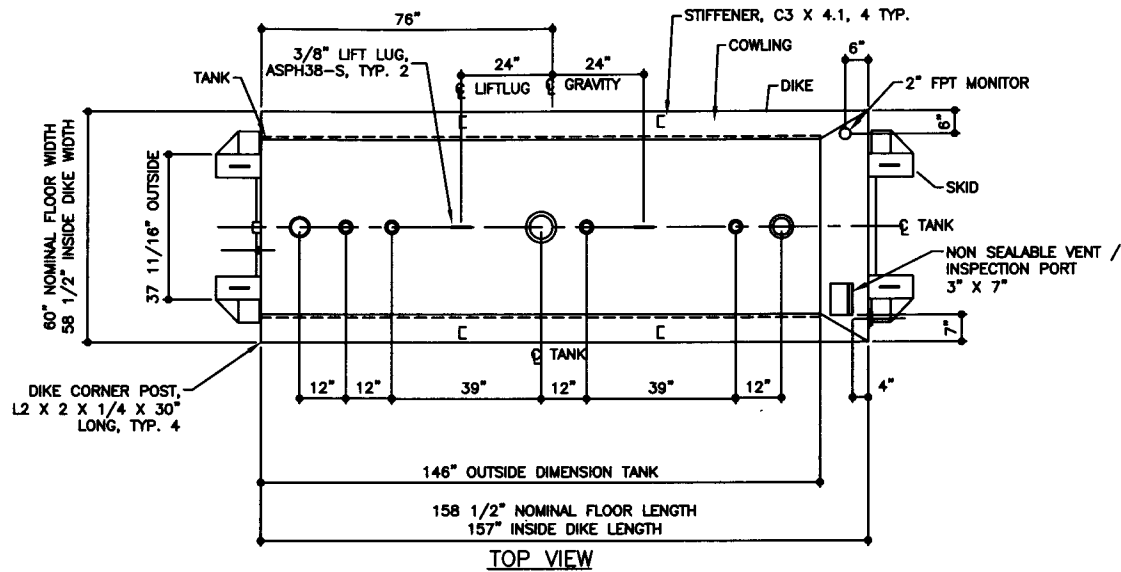 76"
STIFFENER, C3 X 4.1, 4 TYP.
COWLING
6"
3/8" LIFT LUG,
ASPH38-S, TYP. 2
24"
24"
TANK
℄ LIFTLUG
℄ GRAVITY
DIKE
2" FPT MONITOR
6"
60" NOMINAL FLOOR WIDTH
58 1/2" INSIDE DIKE WIDTH
37 11/16" OUTSIDE
SKID
℄ TANK
NON SEALABLE VENT /
INSPECTION PORT
3" X 7"
7"
℄ TANK
DIKE CORNER POST,
L2 X 2 X 1/4 X 30"
LONG, TYP. 4
12"
12"
39"
12"
39"
12"
4"
146" OUTSIDE DIMENSION TANK
158 1/2" NOMINAL FLOOR LENGTH
157" INSIDE DIKE LENGTH
TOP VIEW